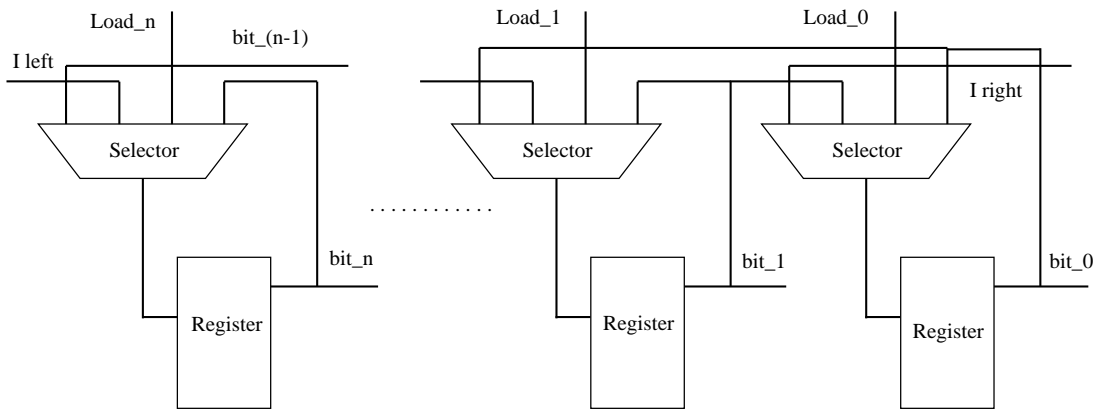 Load_n
Load_1
Load_0
bit_(n-1)
I left
I right
Selector
Selector
Selector
. . . . . . . . . . . .
bit_n
bit_1
bit_0
Register
Register
Register